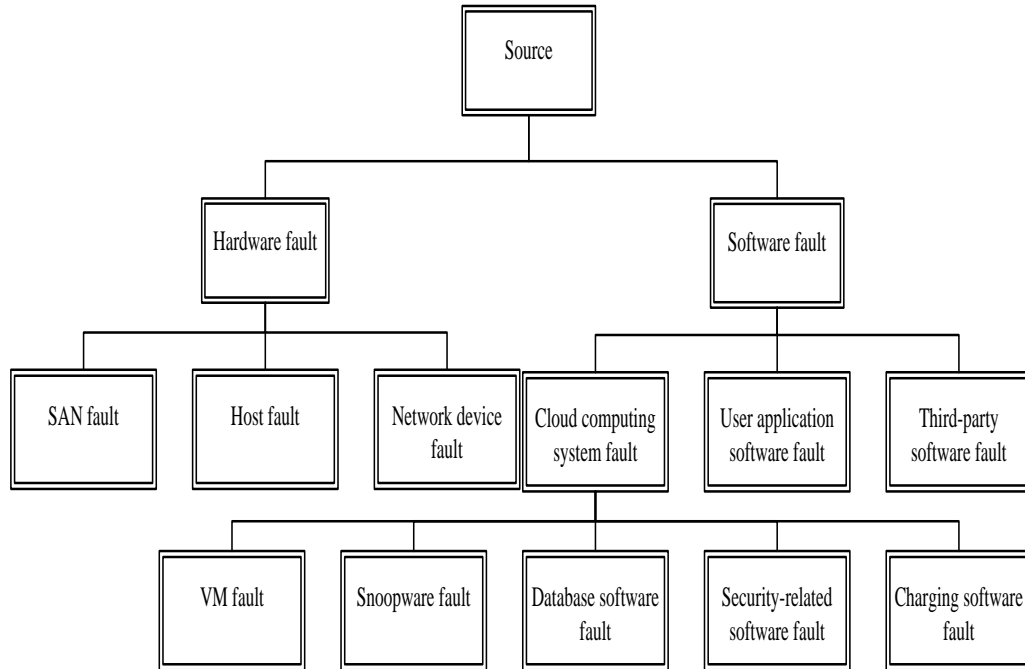 Source
Hardware fault
Software fault
SAN fault
Host fault
Network device
fault
Cloud computing
system fault
User application
software fault
Third-party
software fault
VM fault
Snoopware fault
Database software
fault
Security-related
software fault
Charging software
fault